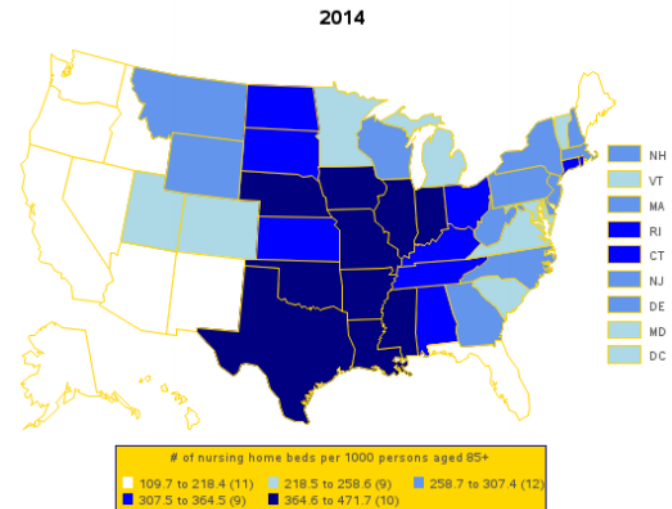 2014
NH
VT
MA
RI
CT
NJ
DE
MD
DC
# of nursing home beds per 1000 persons aged 85+
109.7 to 218.4 (11) 218.5 to 258.6 (9) 258.7 to 307.4 (12)
307.5 to 364.5 (9) 364.6 to 471.7 (10)